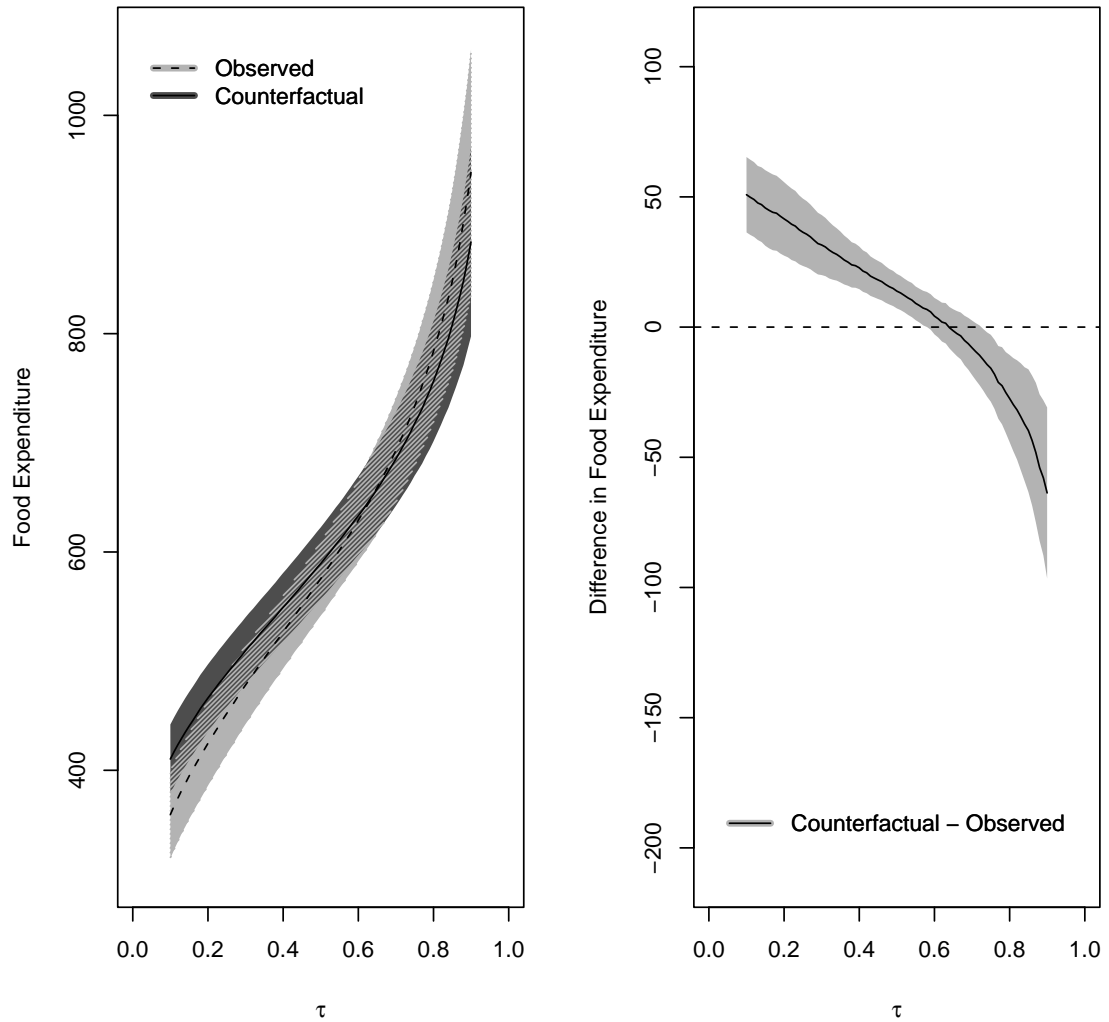 Observed
Counterfactual
Food Expenditure
1000
800
600
400
0.0 0.2 0.4 0.6 0.8 1.0
τ
Difference in Food Expenditure
100
50
0
−50
−100
−150
−200
Counterfactual − Observed
0.0 0.2 0.4 0.6 0.8 1.0
τ